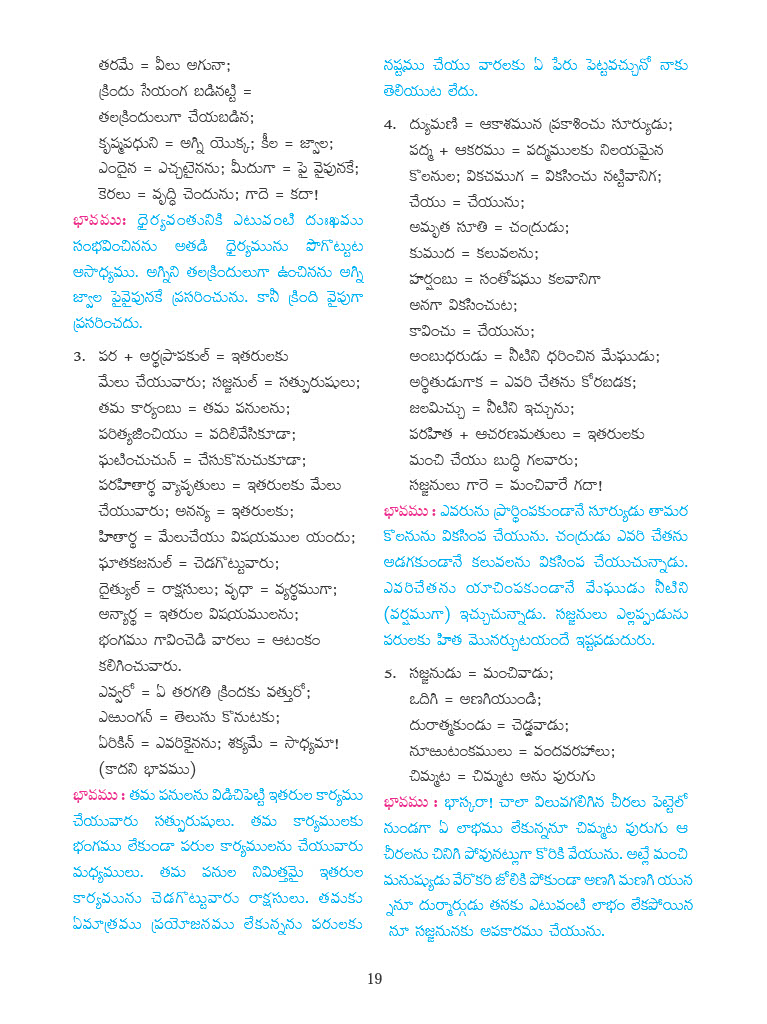 తరమే = వీలు అగునా;
క్రిందు సేయంగ బడినట్టి =
తలక్రిందులుగా చేయబడిన;
కృష్మపథుని = అగ్ని యొక్క; కీల = జ్వాల;
ఎందైన = ఎచ్చటైనను; మీదుగా = పై వైపునకే;
కెరలు = వృద్ధి చెందును; గాదె = కదా!
భావము: ధైర్యవంతునికి ఎటువంటి దుఃఖము
సంభవించినను అతడి ధైర్యమును పొగొట్టుట
అసాధ్యము. అగ్నిని తలక్రిందులుగా ఉంచినను అగ్ని
జ్వాల పైవైపునకే ప్రసరించును. కానీ క్రింది వైపుగా
ప్రసరించదు.
3. పర + అర్థప్రాపకుల్ = ఇతరులకు
మేలు చేయువారు; సజ్జనుల్ = సత్పురుషులు;
తమ కార్యంబు = తమ పనులను;
పరిత్యజించియు = వదిలివేసికూడా;
ఘటించుచున్ = చేసుకొనుచుకూడా;
పరహితార్థ వ్యాపృతులు = ఇతరులకు మేలు
చేయువారు; అనన్య = ఇతరులకు;
హితార్థ = మేలుచేయు విషయముల యందు;
ఘాతకజనుల్ = చెడగొట్టువారు;
దైత్యుల్ = రాక్షసులు; వృధా = వ్యర్థముగా;
అన్యార్థ = ఇతరుల విషయములను;
భంగము గావించెడి వారలు = ఆటంకం
కలిగించువారు.
ఎవ్వరో = ఏ తరగతి క్రిందకు వత్తురో;
ఎఱుంగన్ = తెలుసు కొనుటకు;
ఏరికిన్ = ఎవరికైనను; శక్యమే = సాధ్యమా!
(కాదని భావము)
భావము : తమ పనులను విడిచిపెట్టి ఇతరుల కార్యము
చేయువారు సత్పురుషులు. తమ కార్యములకు
భంగము లేకుండా పరుల కార్యములను చేయువారు
మధ్యములు. తమ పనుల నిమిత్తమై ఇతరుల
కార్యమును చెడగొట్టువారు రాక్షసులు. తమకు
ఏమాత్రము ప్రయోజనము లేకున్నను పరులకు
నష్టము చేయు వారలకు ఏ పేరు పెట్టవచ్చునో నాకు
తెలియుట లేదు.
4. ద్యుమణి = ఆకాశమున ప్రకాశించు సూర్యుడు;
పద్మ + ఆకరము = పద్మములకు నిలయమైన
కొలనుల; వికచముగ = వికసించు నట్టివానిగ;
చేయు = చేయును;
అమృత సూతి = చంద్రుడు;
కుముద = కలువలను;
హర్షంబు = సంతోషము కలవానిగా
అనగా వికసించుట;
కావించు = చేయును;
అంబుధరుడు = నీటిని ధరించిన మేఘుడు;
అర్థితుడుగాక = ఎవరి చేతను కోరబడక;
జలమిచ్చు = నీటిని ఇచ్చును;
పరహిత + ఆచరణమతులు = ఇతరులకు
మంచి చేయు బుద్ధి గలవారు;
సజ్జనులు గారె = మంచివారే గదా!
భావము : ఎవరును ప్రార్థింపకుండానే సూర్యుడు తామర
కొలనును వికసింప చేయును. చంద్రుడు ఎవరి చేతను
అడగకుండానే కలువలను వికసింప చేయుచున్నాడు.
ఎవరిచేతను యాచింపకుండానే మేఘుడు నీటిని
(వర్షముగా) ఇచ్చుచున్నాడు. సజ్జనులు ఎల్లప్పుడును
పరులకు హిత మొనర్చుటయందే ఇష్టపడుదురు.
5. సజ్జనుడు = మంచివాడు;
ఒదిగి = అణగియుండి;
దురాత్మకుండు = చెడ్డవాడు;
నూఱుటంకములు = వందవరహాలు;
చిమ్మట = చిమ్మట అను పురుగు
భావము : భాస్కరా! చాలా విలువగలిగిన చీరలు పెట్టెలో
నుండగా ఏ లాభము లేకున్ననూ చిమ్మట పురుగు ఆ
చీరలను చినిగి పోవునట్లుగా కొరికి వేయును. అట్లే మంచి
మనుష్యుడు వేరొకరి జోలికి పోకుండా అణగి మణగి యున
్ననూ దుర్మార్గుడు తనకు ఎటువంటి లాభం లేకపోయిన
నూ సజ్జనునకు అపకారము చేయును.
19